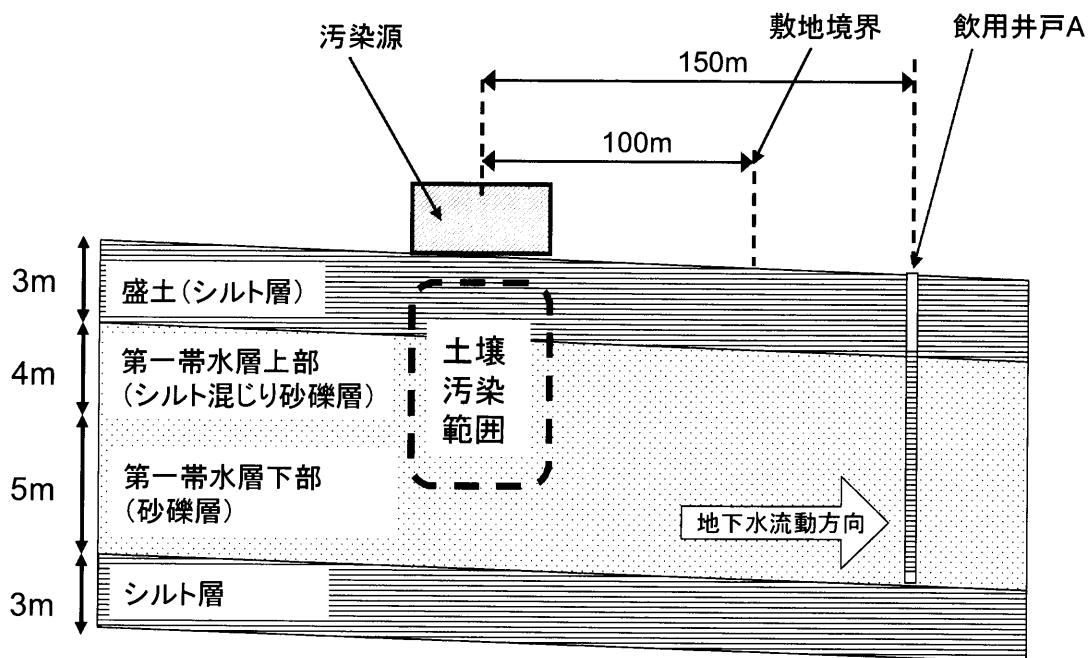 汚染源
敷地境界
飲用井戸A
150m
100m
3m
盛土(シルト層)
4m
第一帯水層上部
(シルト混じり砂礫層)
土壌
汚染
範囲
5m
第一帯水層下部
(砂礫層)
地下水流動方向
3m
シルト層